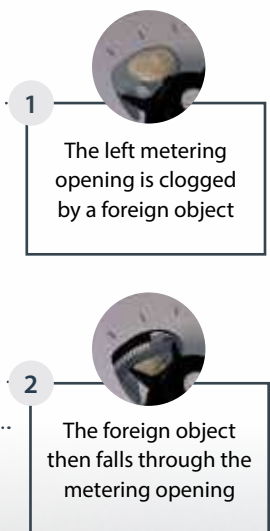 1
The left metering
opening is clogged
by a foreign object
2
The foreign object
then falls through the
metering opening